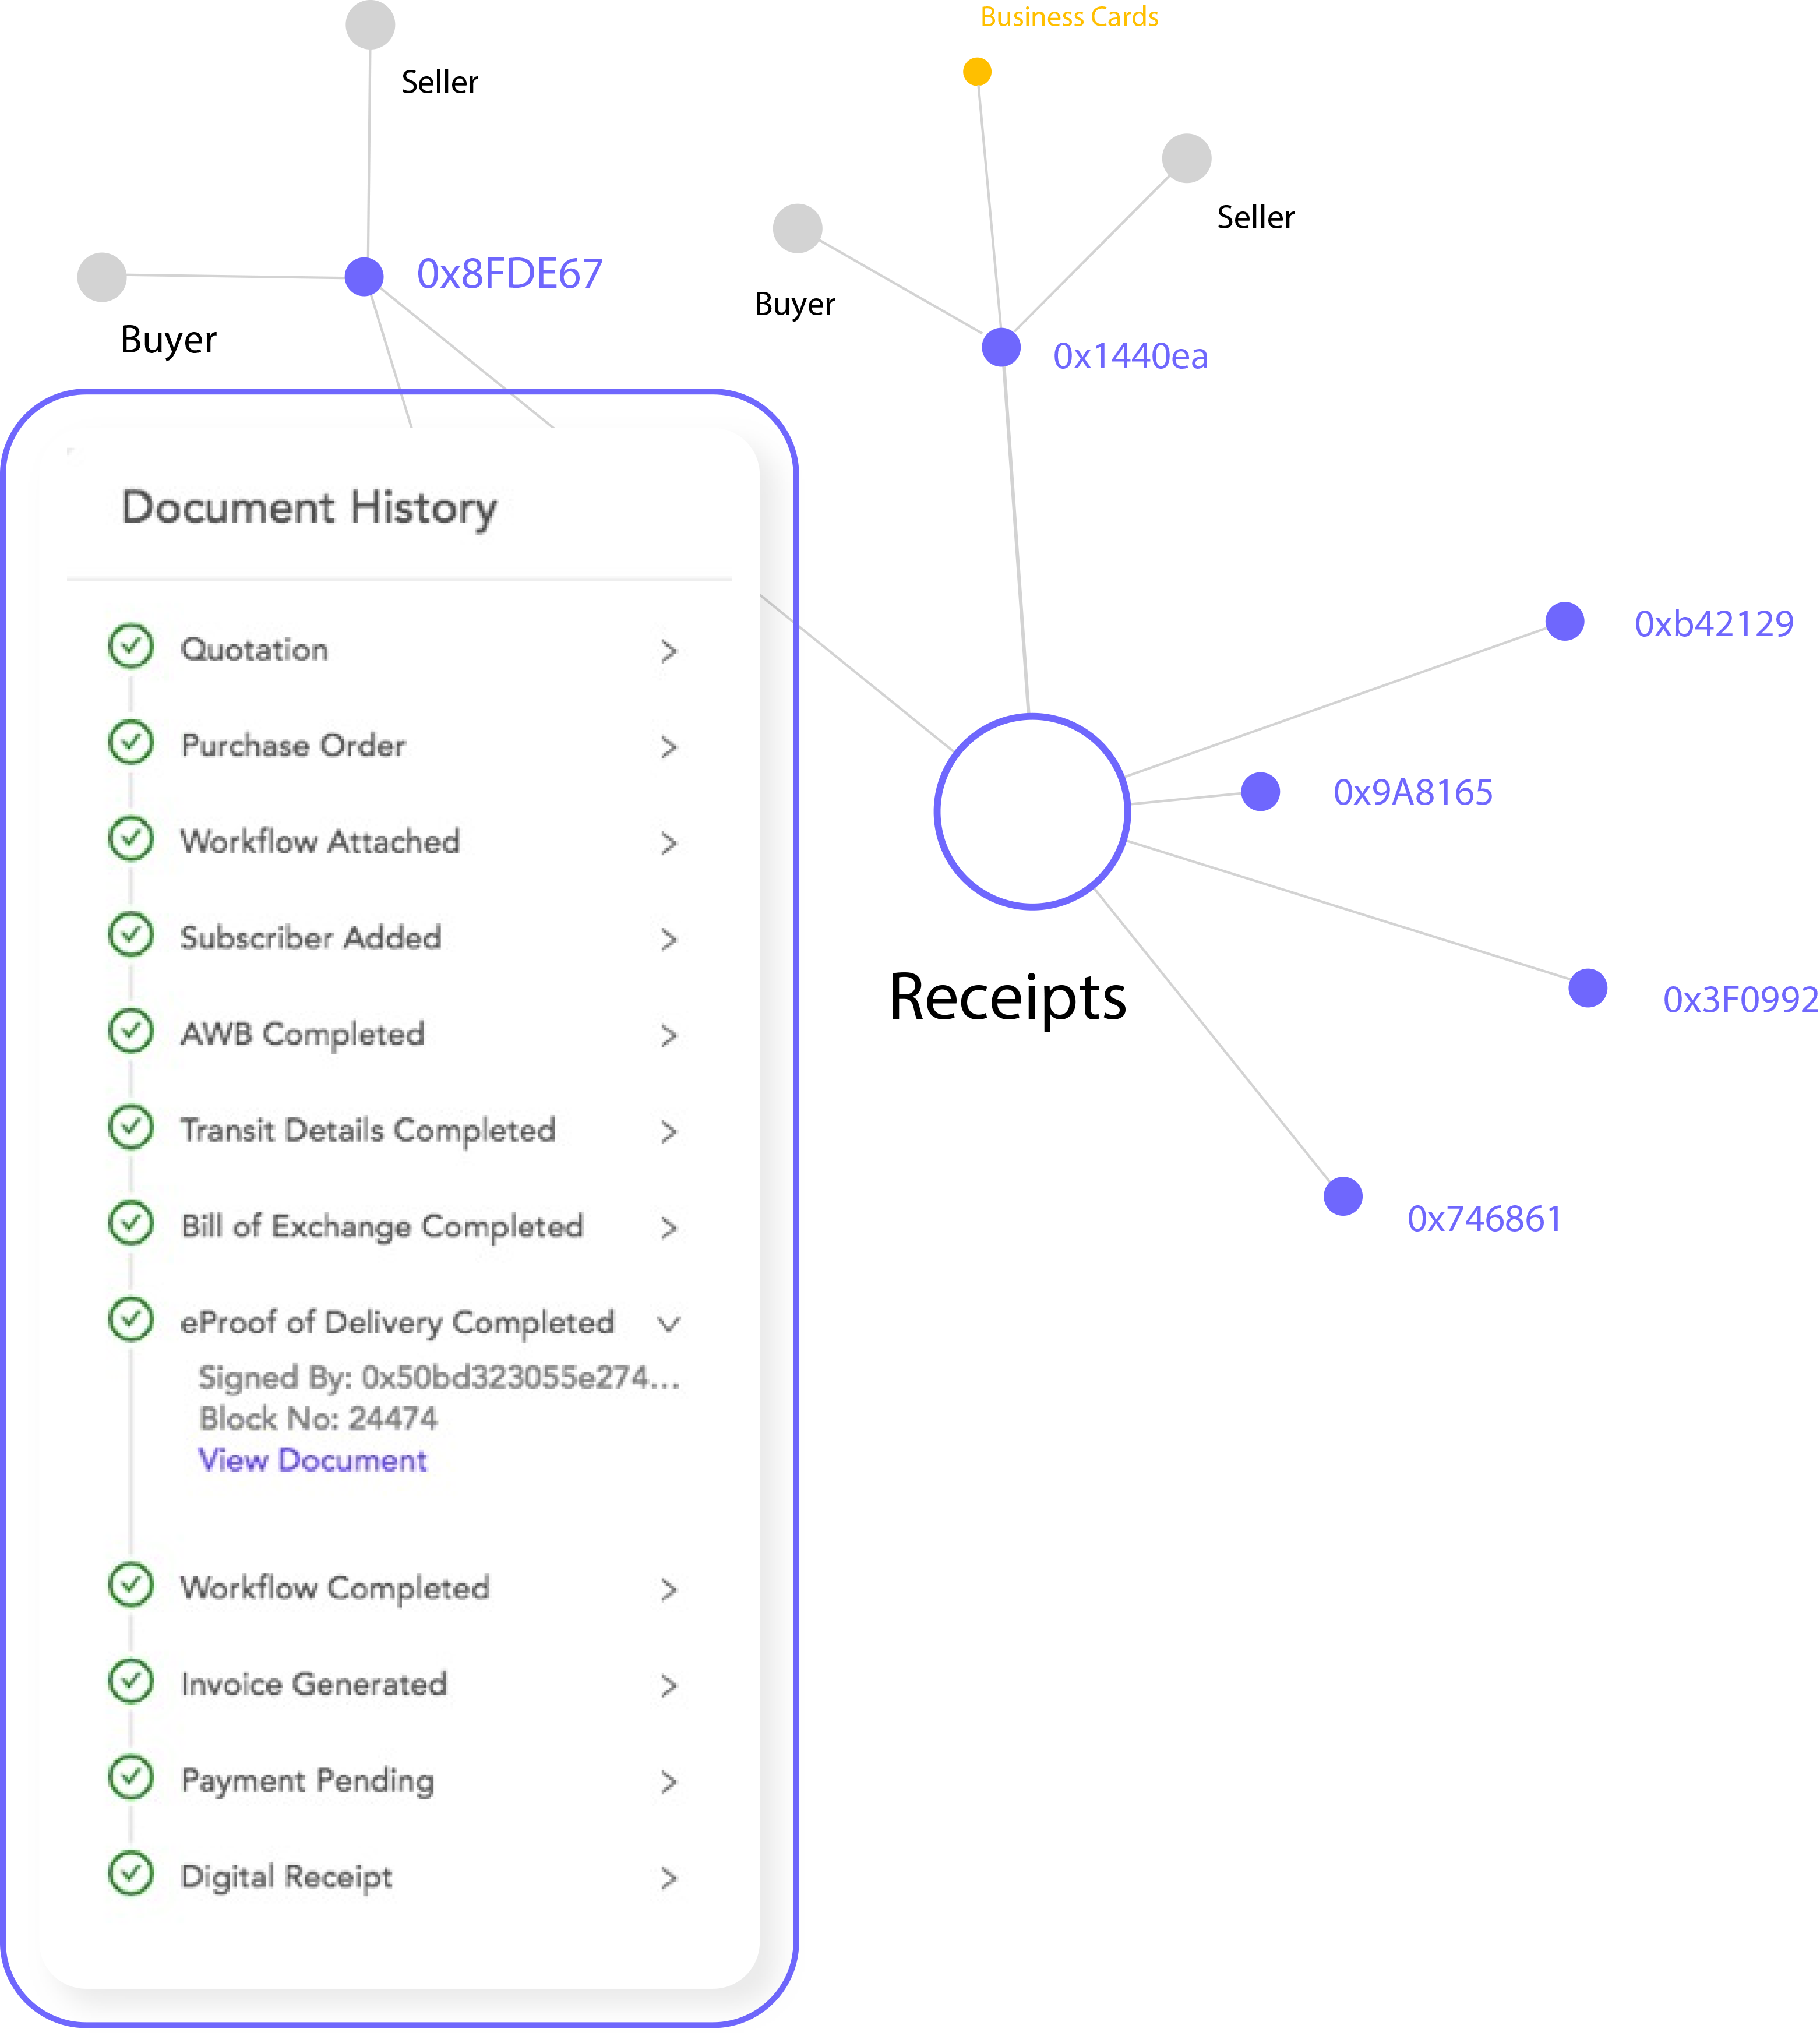 Business Cards
Seller
Seller
0x8FDE67
Buyer
Buyer
0x1440ea
Document History
Quotation
Purchase Order
Workflow Attached
Subscriber Added
AWB Completed
Transit Details Completed
Bill of Exchange Completed
eProof of Delivery Completed
Signed By: 0x50bd323055e274...
Block No: 24474
View Document
Workflow Completed
Invoice Generated
Payment Pending
Digital Receipt
0xb42129
0x9A8165
Receipts
0x3F0992
0x746861